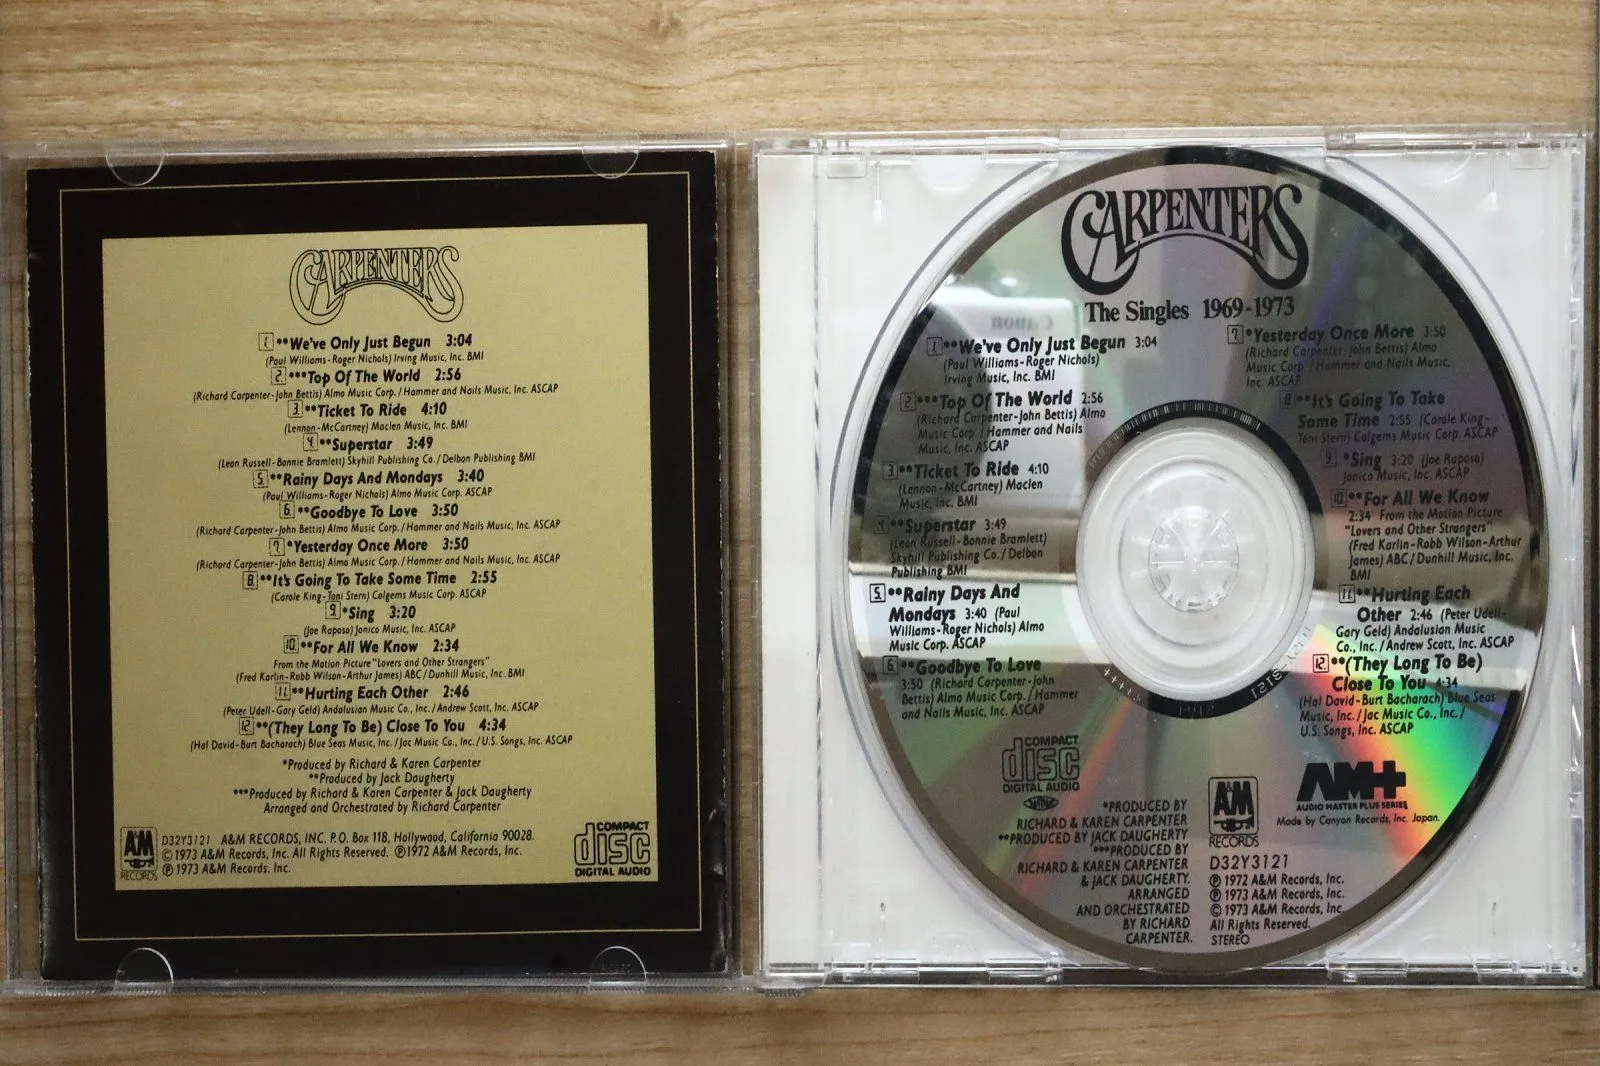 CARPENTERS
1. **We've Only Just Begun 3:04
(Paul Williams-Roger Nichols) Irving Music, Inc. BMI
2. ***Top Of The World 2:56
(Richard Carpenter-John Bettis) Almo Music Corp./Hammer and Nails Music, Inc. ASCAP
3. **Ticket To Ride 4:10
(Lennon-McCartney) Maclen Music, Inc. BMI
4. **Superstar 3:49
(Leon Russell-Bonnie Bramlett) Skyhill Publishing Co./Delbon Publishing BMI
5. **Rainy Days And Mondays 3:40
(Paul Williams-Roger Nichols) Almo Music Corp. ASCAP
6. **Goodbye To Love 3:50
(Richard Carpenter-John Bettis) Almo Music Corp./Hammer and Nails Music, Inc. ASCAP
7. *Yesterday Once More 3:50
(Richard Carpenter-John Bettis) Almo Music Corp./Hammer and Nails Music, Inc. ASCAP
8. **It's Going To Take Some Time 2:55
(Carole King-Toni Stern) Colgems Music Corp. ASCAP
9. *Sing 3:20
(Joe Raposo) Jonico Music, Inc. ASCAP
10. **For All We Know 2:34
From the Motion Picture "Lovers and Other Strangers"
(Fred Karlin-Robb Wilson-Arthur James) ABC/Dunhill Music, Inc. BMI
11. **Hurting Each Other 2:46
(Peter Udell-Gary Geld) Andalusian Music Co., Inc./Andrew Scott, Inc. ASCAP
12. **(They Long To Be) Close To You 4:34
(Hal David-Burt Bacharach) Blue Seas Music, Inc./Jac Music Co., Inc./U.S. Songs, Inc. ASCAP
*Produced by Richard & Karen Carpenter
**Produced by Jack Daugherty
***Produced by Richard & Karen Carpenter & Jack Daugherty
Arranged and Orchestrated by Richard Carpenter
A&M RECORDS
D32Y3121 A&M RECORDS, INC. P.O. Box 118, Hollywood, California 90028.
© 1973 A&M Records, Inc. All Rights Reserved. ℗1972 A&M Records, Inc.
℗ 1973 A&M Records. Inc.
COMPACT
disc
DIGITAL AUDIO
CARPENTERS
The Singles 1969-1973
Canon
1. **We've Only Just Begun 3:04
(Paul Williams-Roger Nichols)
Irving Music, Inc. BMI
2. ***Top Of The World 2:56
(Richard Carpenter-John Bettis) Almo
Music Corp./Hammer and Nails
Music, Inc. ASCAP
3. **Ticket To Ride 4:10
(Lennon-McCartney) Maclen
Music, Inc. BMI
4. **Superstar 3:49
(Leon Russell-Bonnie Bramlett)
Skyhill Publishing Co./Delbon
Publishing BMI
5. **Rainy Days And
Mondays 3:40 (Paul
Williams-Roger Nichols) Almo
Music Corp. ASCAP
6. **Goodbye To Love
3:50 (Richard Carpenter-John
Bettis) Almo Music Corp./Hammer
and Nails Music, Inc. ASCAP
7. *Yesterday Once More 3:50
(Richard Carpenter-John Bettis) Almo
Music Corp./Hammer and Nails Music, Inc.
ASCAP
8. **It's Going To Take
Some Time 2:55 (Carole King-
Toni Stern) Colgems Music Corp. ASCAP
9. *Sing 3:20 (Joe Raposo)
Jonico Music, Inc. ASCAP
10. **For All We Know
2:34 From the Motion Picture
"Lovers and Other Strangers"
(Fred Karlin-Robb Wilson-Arthur
James) ABC/Dunhill Music, Inc.
BMI
11. **Hurting Each
Other 2:46 (Peter Udell-
Gary Geld) Andalusian Music
Co., Inc./Andrew Scott, Inc. ASCAP
12. **(They Long To Be)
Close To You 4:34
(Hal David-Burt Bacharach) Blue Seas
Music, Inc./Jac Music Co., Inc./
U.S. Songs, Inc. ASCAP
COMPACT
disc
DIGITAL AUDIO
*PRODUCED BY
RICHARD & KAREN CARPENTER
**PRODUCED BY JACK DAUGHERTY
***PRODUCED BY
RICHARD & KAREN CARPENTER
& JACK DAUGHERTY.
ARRANGED
AND ORCHESTRATED
BY RICHARD
CARPENTER.
A&M
RECORDS
D32Y3121
℗ 1972 A&M Records, Inc.
℗ 1973 A&M Records, Inc.
© 1973 A&M Records, Inc.
All Rights Reserved.
STEREO
AM+
AUDIO MASTER PLUS SERIES
Made by Canyon Records, Inc. Japan.